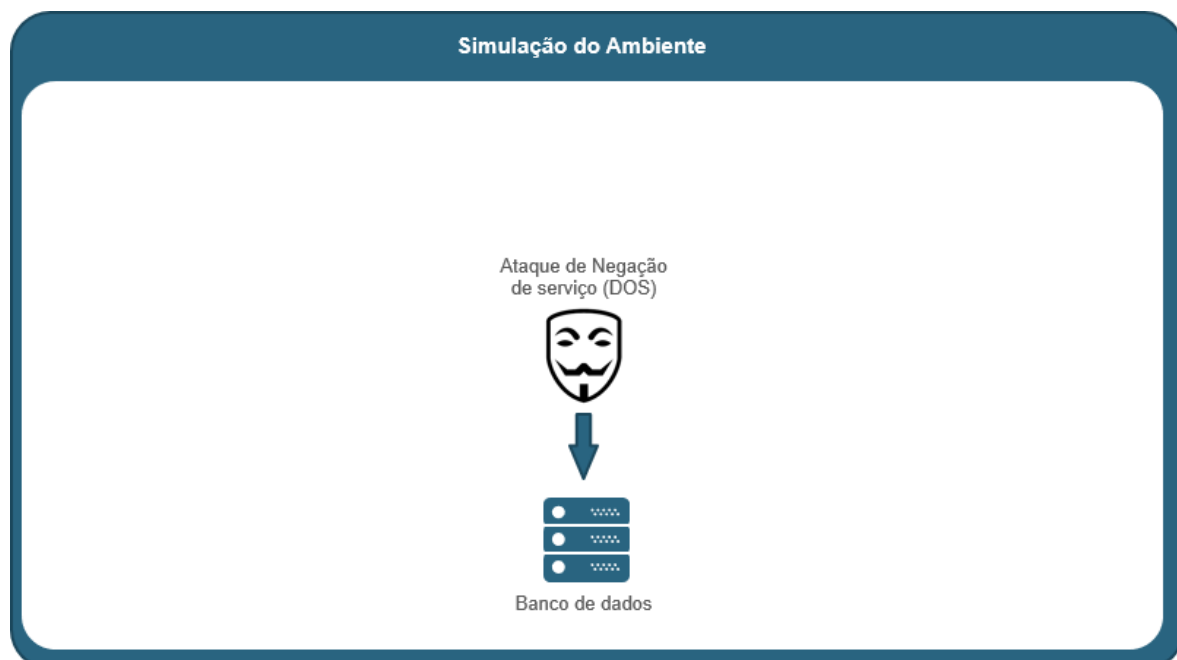 Simulação do Ambiente
Ataque de Negação
de serviço (DOS)
Banco de dados